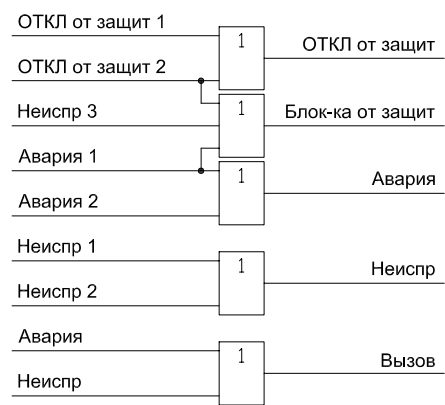 ОТКЛ от защит 1
1
ОТКЛ от защит
ОТКЛ от защит 2
Неиспр 3
1
Блок-ка от защит
Авария 1
1
Авария
Авария 2
Неиспр 1
1
Неиспр
Неиспр 2
Авария
1
Вызов
Неиспр